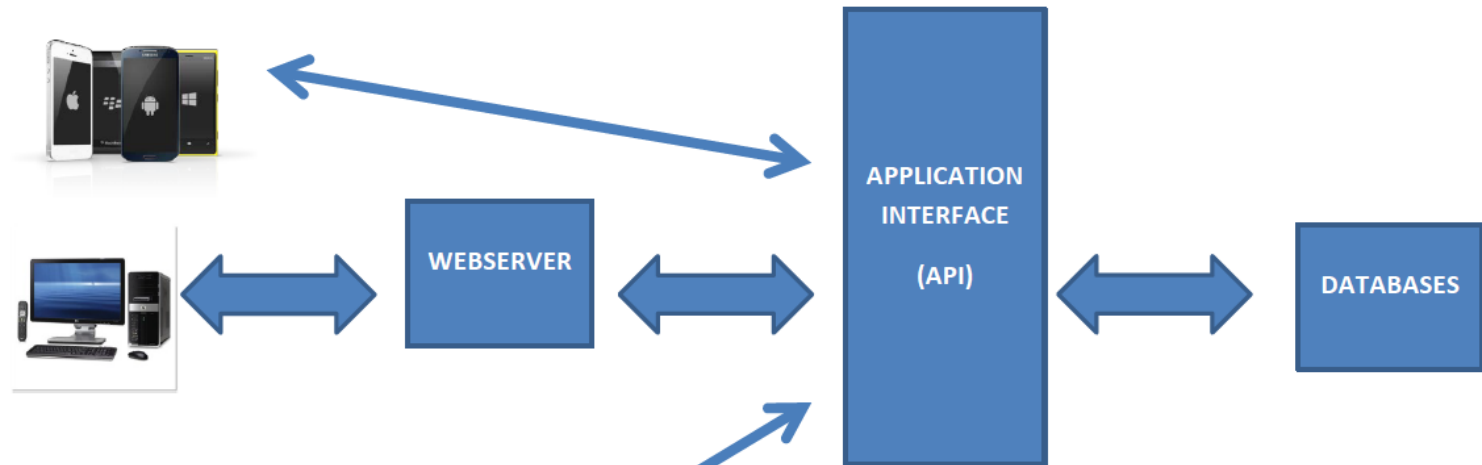 WEBSERVER
APPLICATION
INTERFACE
(API)
DATABASES